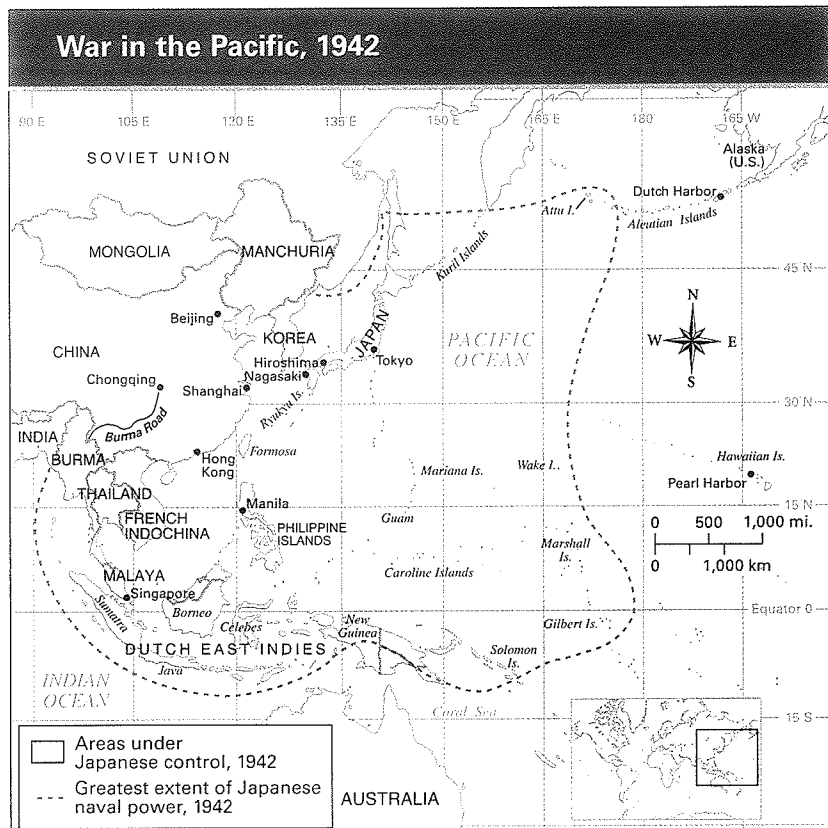 War in the Pacific, 1942
90 E
105 E
120 E
135 E
150 E
165 E
180
165 W
SOVIET UNION
Alaska
(U.S.)
Dutch Harbor
Attu I.
Aleutian Islands
MONGOLIA
MANCHURIA
Kuril Islands
45°N
Beijing
KOREA
JAPAN
PACIFIC
OCEAN
N
W
E
S
CHINA
Hiroshima
Tokyo
Chongqing
Nagasaki
Shanghai
Ryukyu Is.
30°N
Burma Road
INDIA
BURMA
Hong
Kong
Formosa
Mariana Is.
Wake I.
Hawaiian Is.
Pearl Harbor
THAILAND
Manila
15°N
FRENCH
INDOCHINA
Guam
PHILIPPINE
ISLANDS
0 500 1,000 mi.
0 1,000 km
Marshall
Is.
MALAYA
Caroline Islands
Singapore
Sumatra
Borneo
Celebes
New
Guinea
Gilbert Is.
Equator 0
DUTCH EAST INDIES
Solomon
Is.
Java
INDIAN
OCEAN
Coral Sea
15°S
Areas under
Japanese control, 1942
Greatest extent of Japanese
naval power, 1942
AUSTRALIA